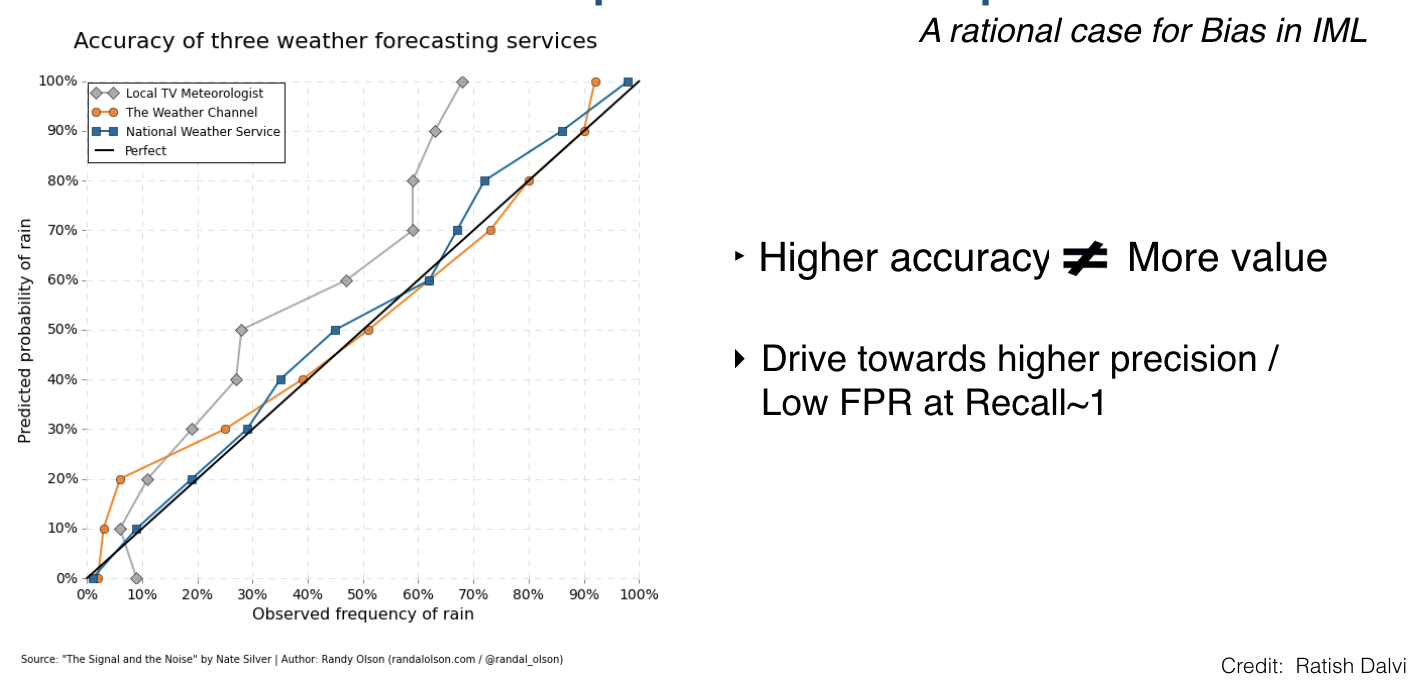 A rational case for Bias in IML
Accuracy of three weather forecasting services
Local TV Meteorologist
The Weather Channel
National Weather Service
Perfect
Predicted probability of rain
100%
90%
80%
70%
60%
50%
40%
30%
20%
10%
0%
0% 10% 20% 30% 40% 50% 60% 70% 80% 90% 100%
Observed frequency of rain
Source: "The Signal and the Noise" by Nate Silver | Author: Randy Olson (randalolson.com / @randal_olson)
‣ Higher accuracy ≠ More value
‣ Drive towards higher precision /
Low FPR at Recall~1
Credit: Ratish Dalvi